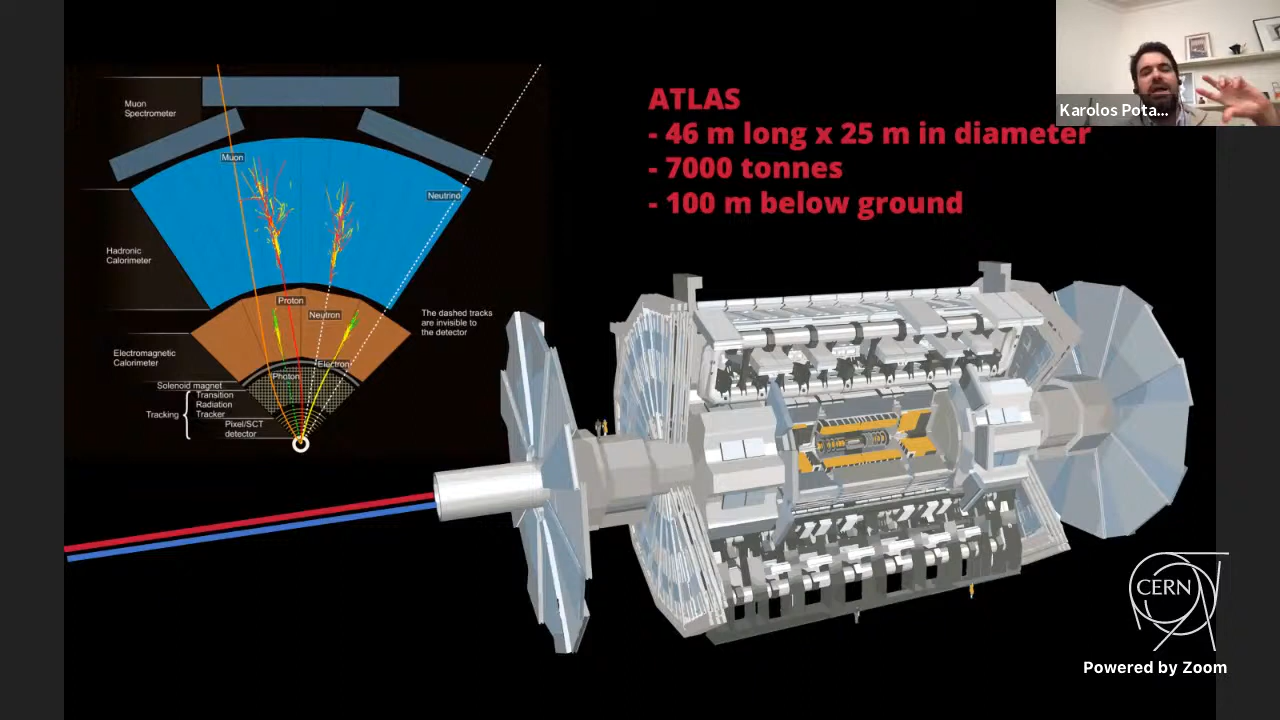 Muon
Spectrometer
Muon
Neutrino
Hadronic
Calorimeter
Proton
Neutron
The dashed tracks
are invisible to
the detector
Electromagnetic
Calorimeter
Electron
Photon
Solenoid magnet
Tracking
Transition
Radiation
Tracker
Pixel/SCT
detector
ATLAS
- 46 m long x 25 m in diameter
- 7000 tonnes
- 100 m below ground
Karolos Pota...
CERN
Powered by Zoom